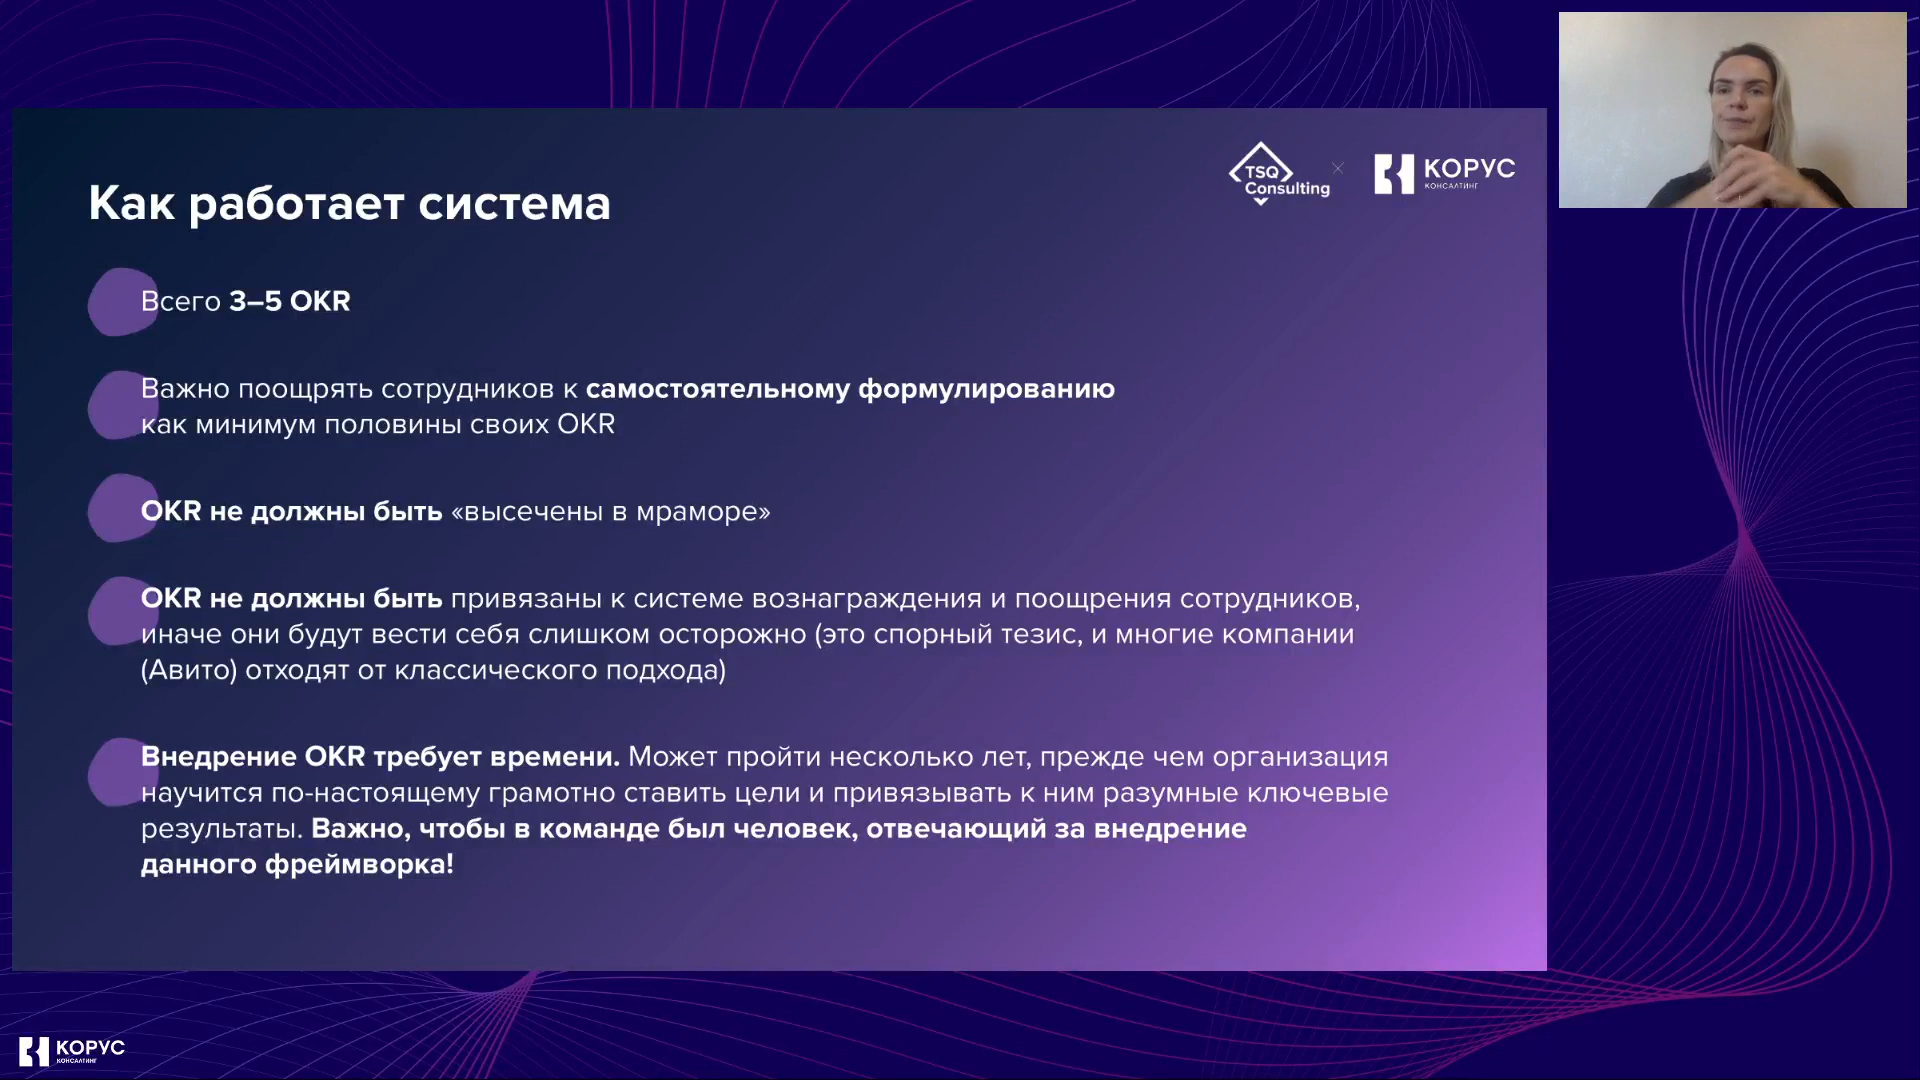 TSQ
Consulting
КОРУС
КОНСАЛТИНГ
Как работает система
Всего 3–5 OKR
Важно поощрять сотрудников к самостоятельному формулированию
как минимум половины своих OKR
OKR не должны быть «высечены в мраморе»
OKR не должны быть привязаны к системе вознаграждения и поощрения сотрудников,
иначе они будут вести себя слишком осторожно (это спорный тезис, и многие компании
(Авито) отходят от классического подхода)
Внедрение OKR требует времени. Может пройти несколько лет, прежде чем организация
научится по-настоящему грамотно ставить цели и привязывать к ним разумные ключевые
результаты. Важно, чтобы в команде был человек, отвечающий за внедрение
данного фреймворка!
КОРУС
КОНСАЛТИНГ